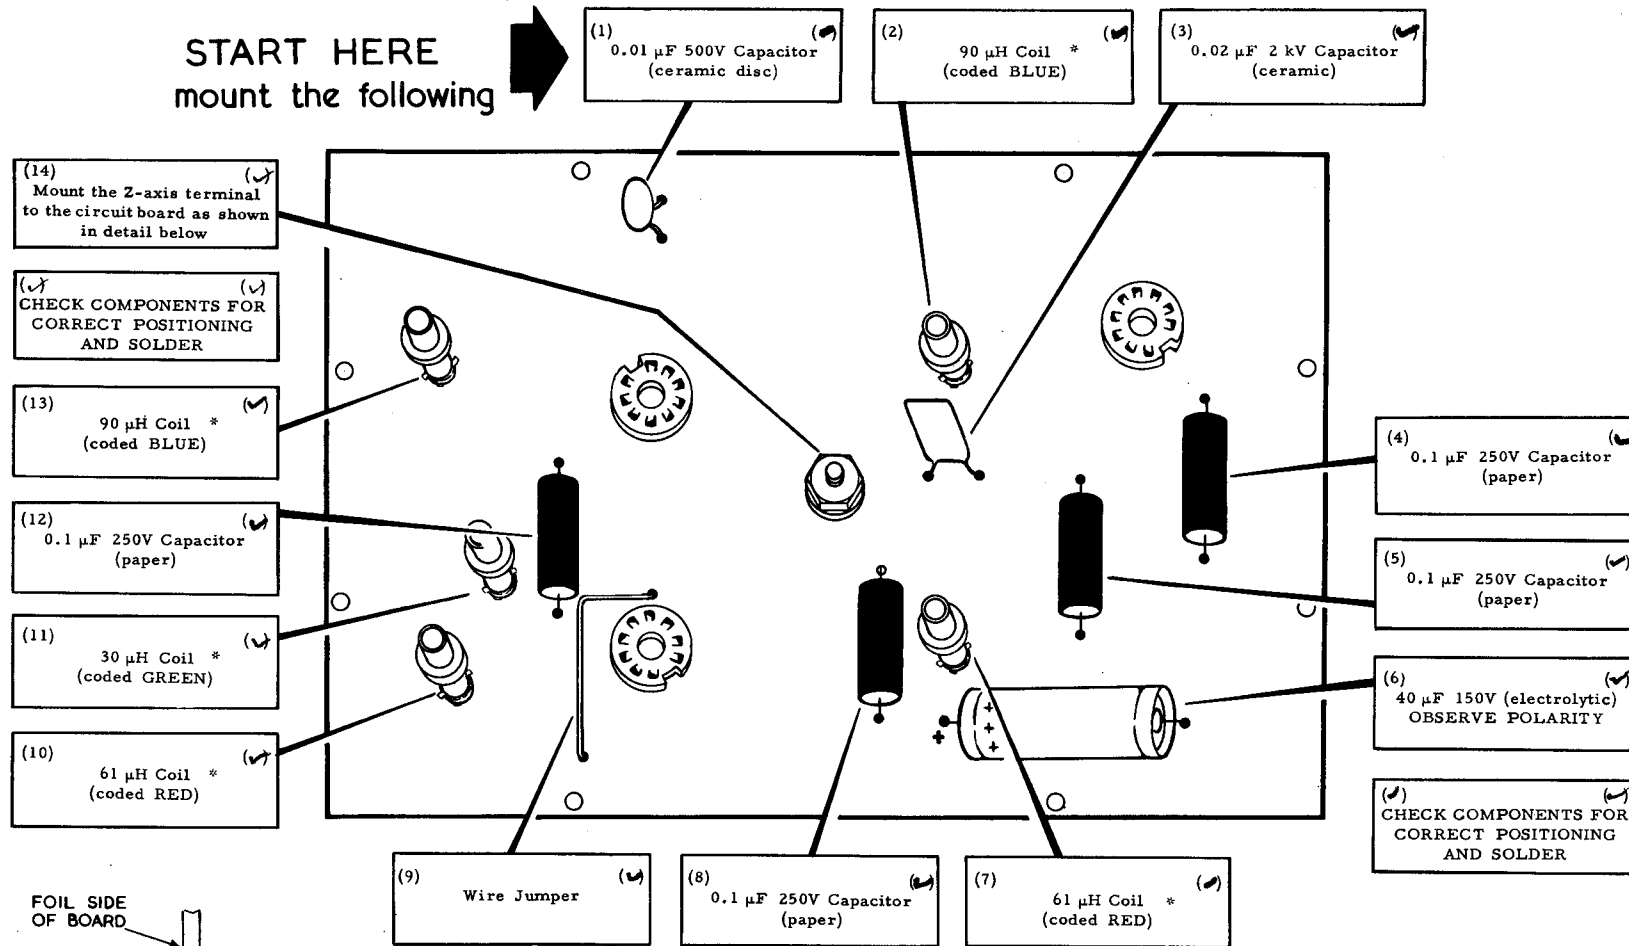 START HERE
mount the following
(1) (✓)
0.01 µF 500V Capacitor
(ceramic disc)
(2) (✓)
90 µH Coil *
(coded BLUE)
(3) (✓)
0.02 µF 2 kV Capacitor
(ceramic)
(4) (✓)
0.1 µF 250V Capacitor
(paper)
(5) (✓)
0.1 µF 250V Capacitor
(paper)
(6) (✓)
40 µF 150V (electrolytic)
OBSERVE POLARITY
(✓) (✓)
CHECK COMPONENTS FOR
CORRECT POSITIONING
AND SOLDER
(7) (✓)
61 µH Coil *
(coded RED)
(8) (✓)
0.1 µF 250V Capacitor
(paper)
(9) (✓)
Wire Jumper
(10) (✓)
61 µH Coil *
(coded RED)
(11) (✓)
30 µH Coil *
(coded GREEN)
(12) (✓)
0.1 µF 250V Capacitor
(paper)
(13) (✓)
90 µH Coil *
(coded BLUE)
(✓) (✓)
CHECK COMPONENTS FOR
CORRECT POSITIONING
AND SOLDER
(14) (✓)
Mount the Z-axis terminal
to the circuit board as shown
in detail below
+
+
+
+
FOIL SIDE
OF BOARD